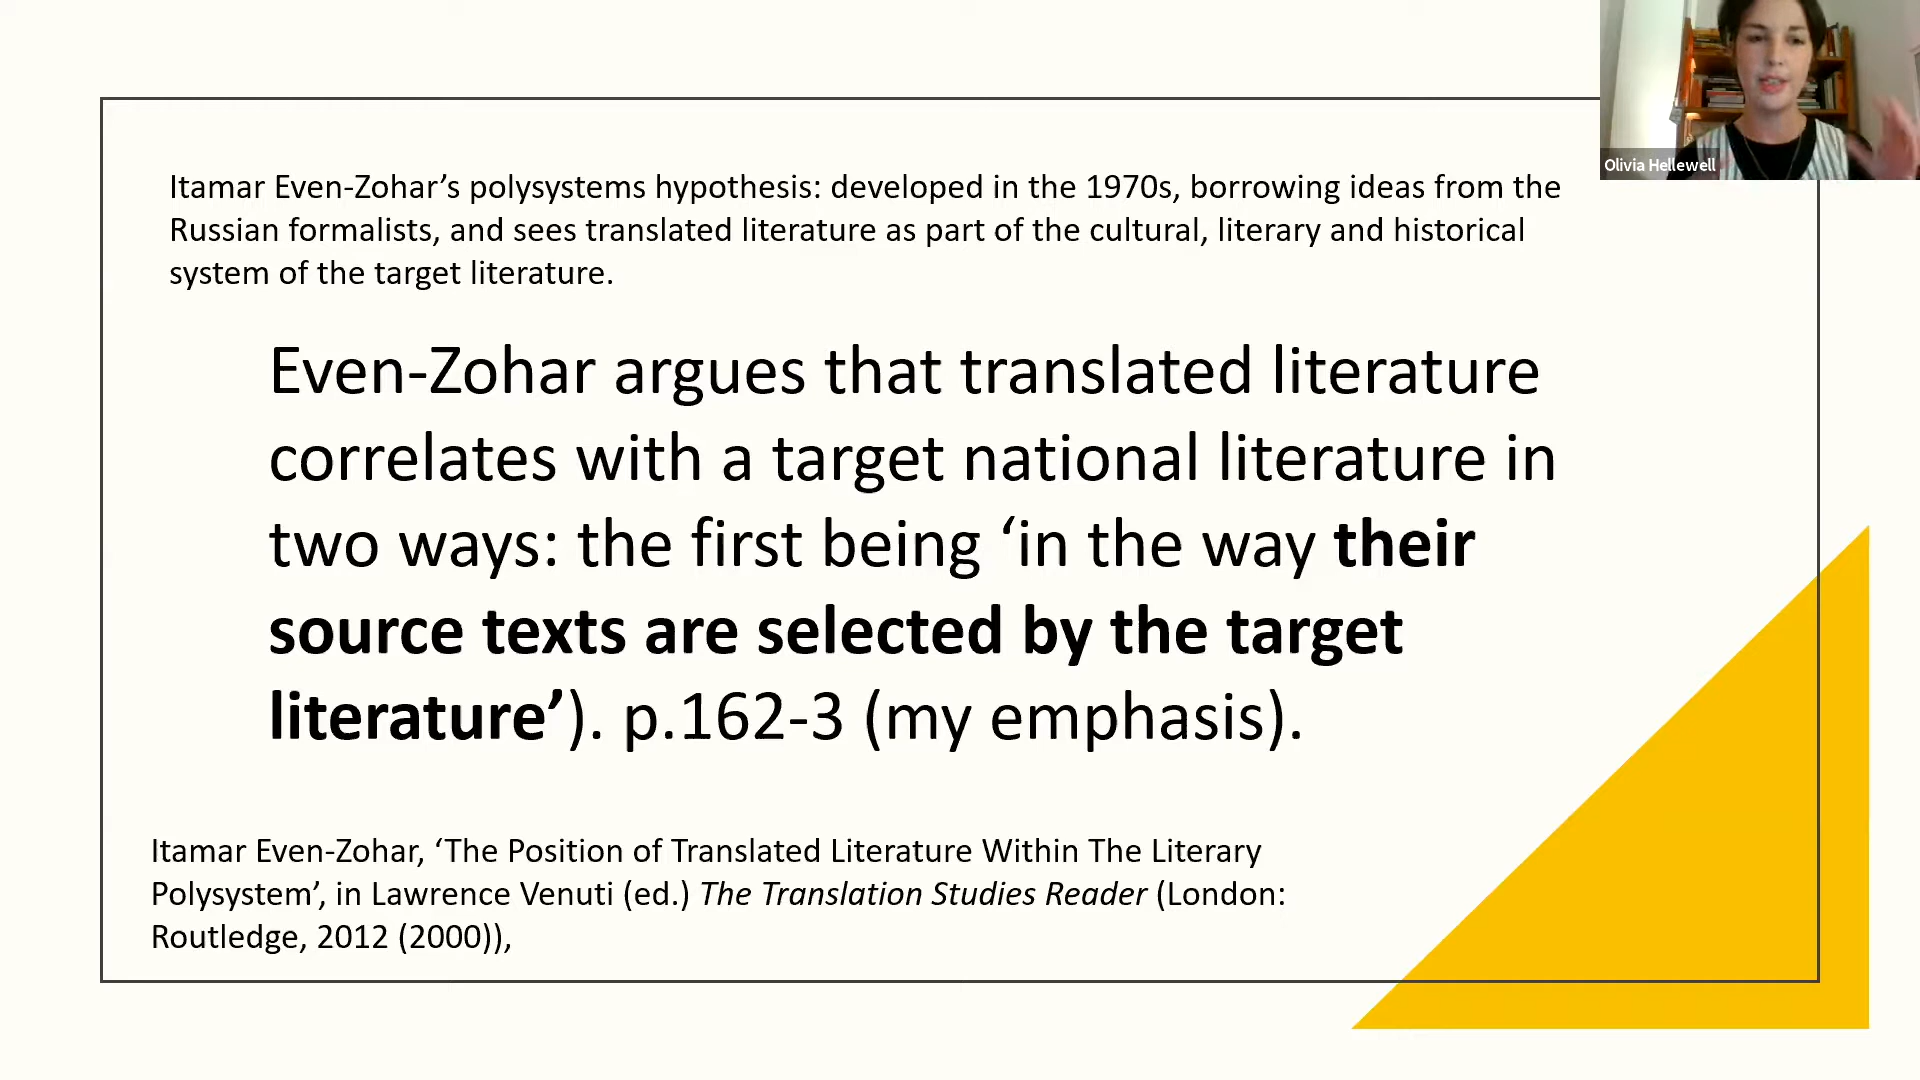 Olivia Hellewell
Itamar Even-Zohar’s polysystems hypothesis: developed in the 1970s, borrowing ideas from the
Russian formalists, and sees translated literature as part of the cultural, literary and historical
system of the target literature.
Even-Zohar argues that translated literature
correlates with a target national literature in
two ways: the first being ‘in the way their
source texts are selected by the target
literature’). p.162-3 (my emphasis).
Itamar Even-Zohar, ‘The Position of Translated Literature Within The Literary
Polysystem’, in Lawrence Venuti (ed.) The Translation Studies Reader (London:
Routledge, 2012 (2000)),